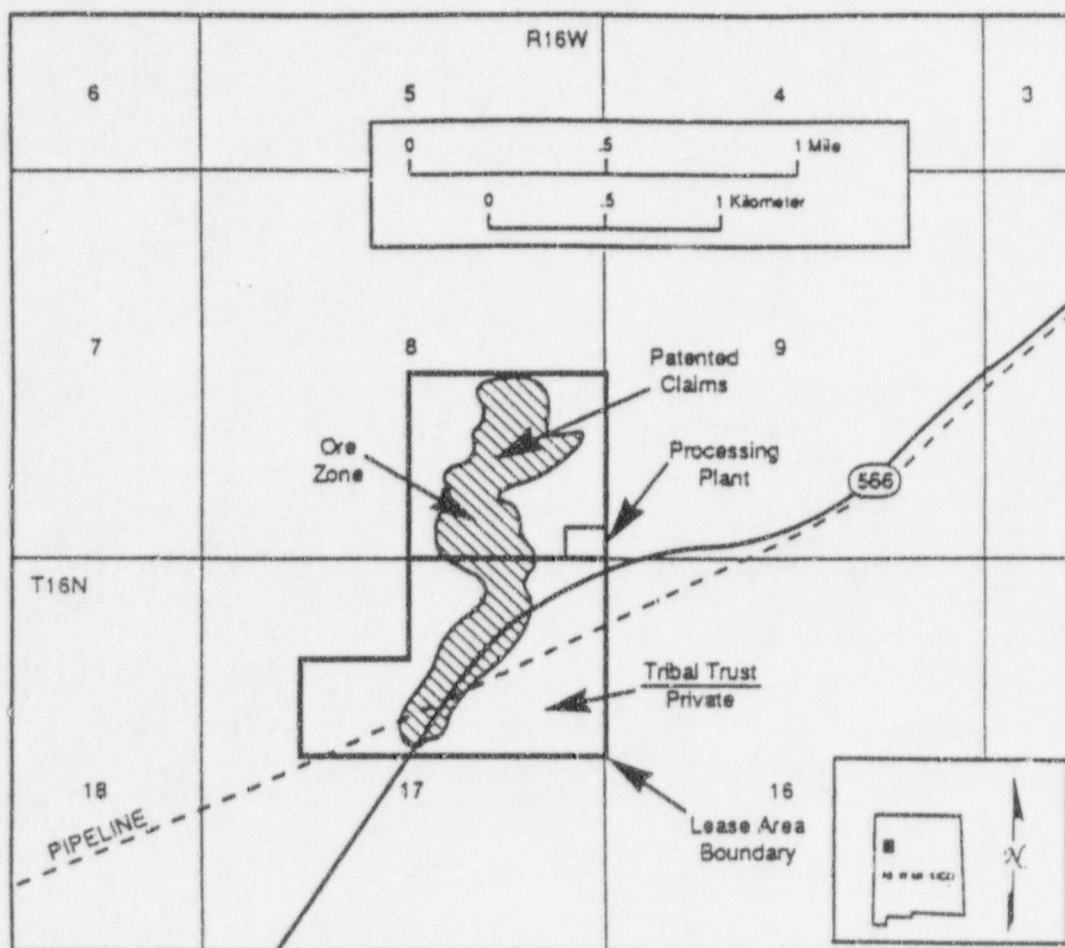 R16W
6
5
4
3
0 .5 1 Mile
0 .5 1 Kilometer
7
8
9
Patented
Claims
Ore
Zone
Processing
Plant
566
T16N
Tribal Trust
Private
18
17
16
PIPELINE
Lease Area
Boundary
N